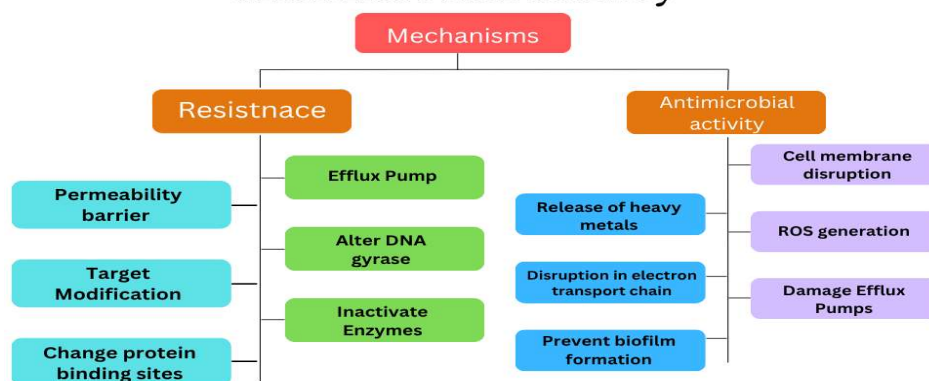 Mechanisms
Resistnace
Antimicrobial
activity
Permeability
barrier
Target
Modification
Change protein
binding sites
Efflux Pump
Alter DNA
gyrase
Inactivate
Enzymes
Release of heavy
metals
Disruption in electron
transport chain
Prevent biofilm
formation
Cell membrane
disruption
ROS generation
Damage Efflux
Pumps